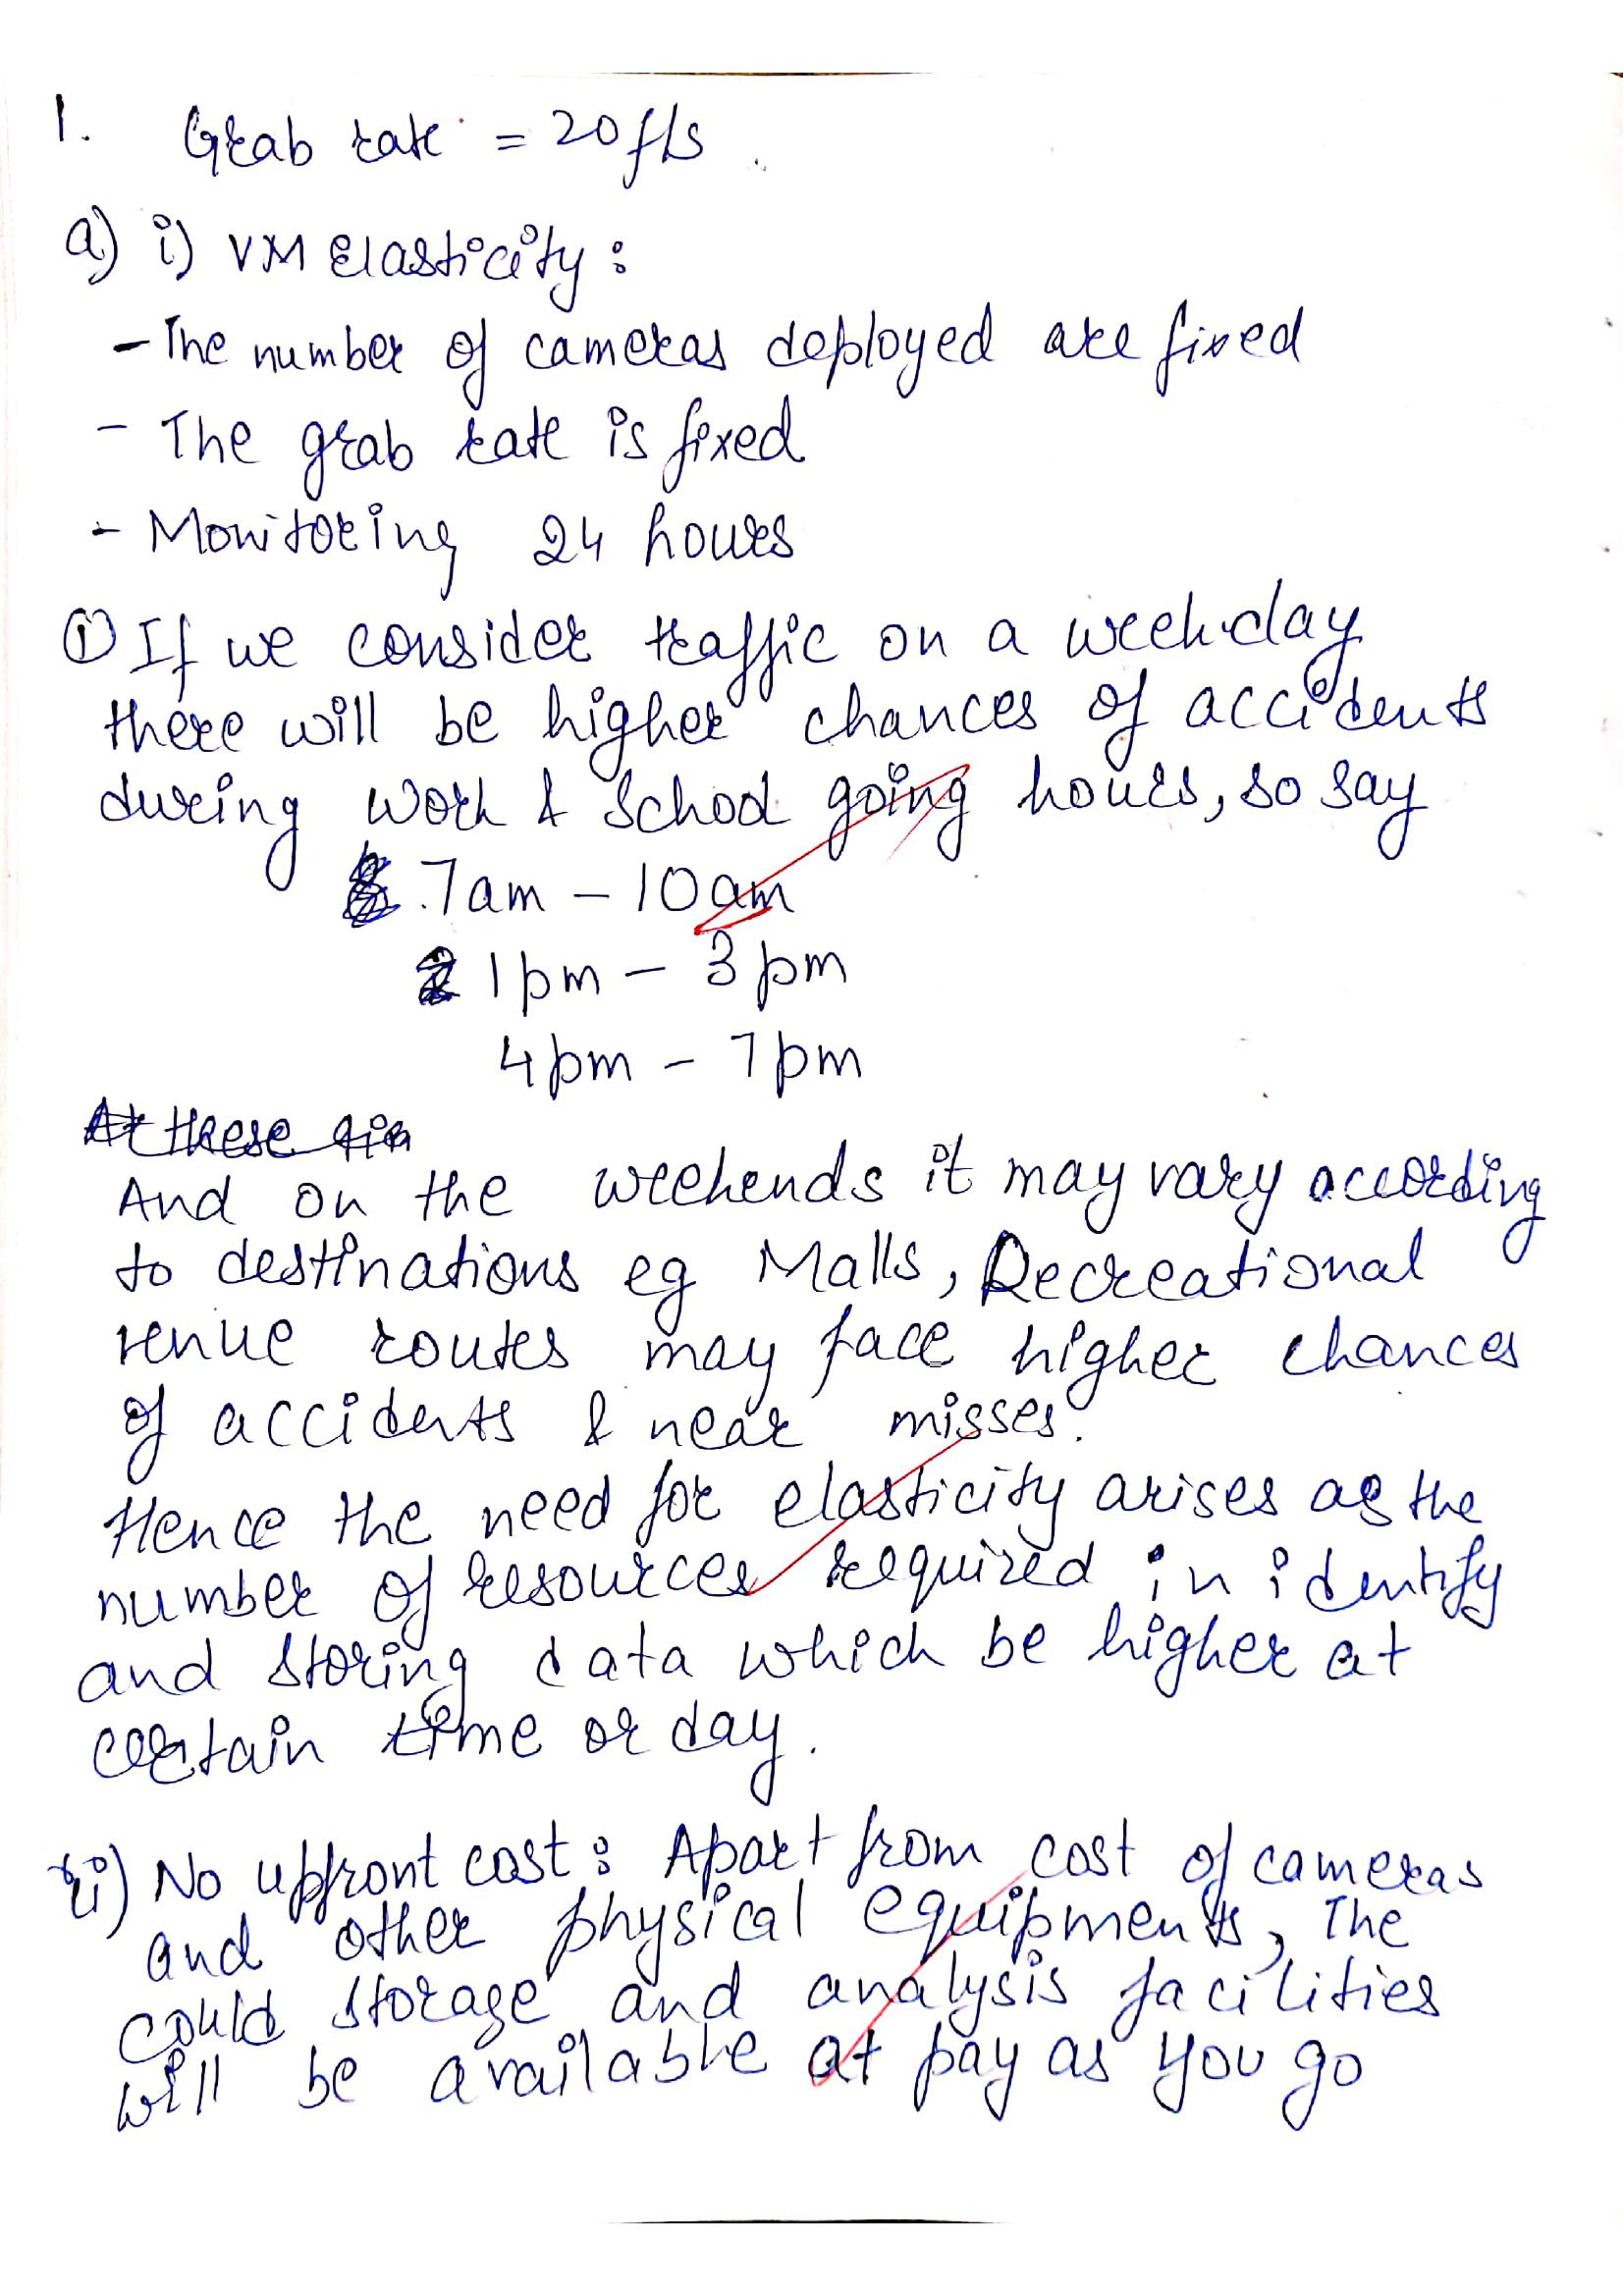 1. Grab rate = 20 f/s.
a) i) VM Elasticity :
- The number of cameras deployed are fixed
- The grab rate is fixed
- Monitoring 24 hours
① If we consider traffic on a weekday
there will be higher chances of accidents
during work & school going hours, so say
7am - 10am
1pm - 3pm
4pm - 7pm
At these
And on the weekends it may vary according
to destinations eg Malls, Recreational
venue routes may face higher chances
of accidents & near misses.
Hence the need for elasticity arises as the
number of resources required in identify
and storing data which be higher at
certain time or day.
ii) No upfront cost : Apart from cost of cameras
and other physical equipments, The
could storage and analysis facilities
will be available at pay as you go